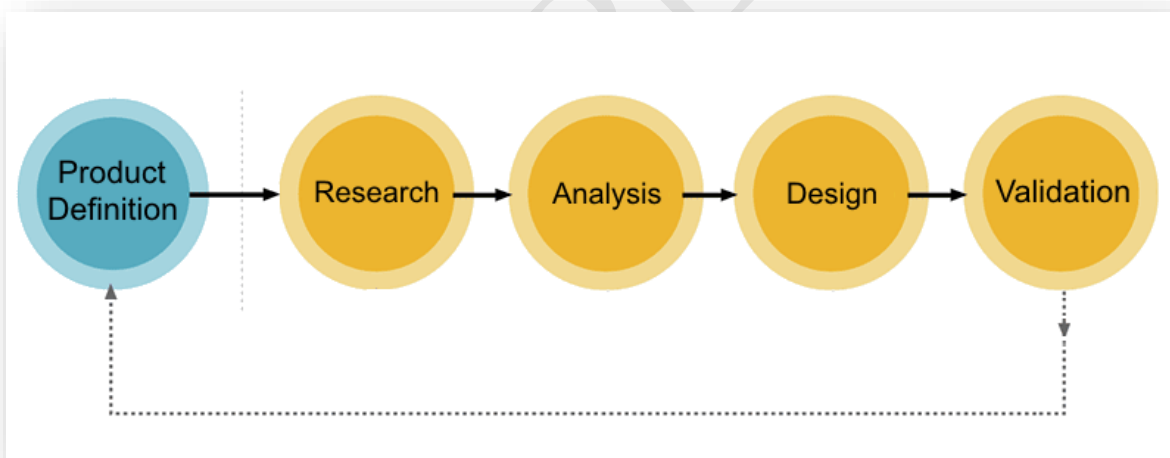 Product
Definition
Research
Analysis
Design
Validation